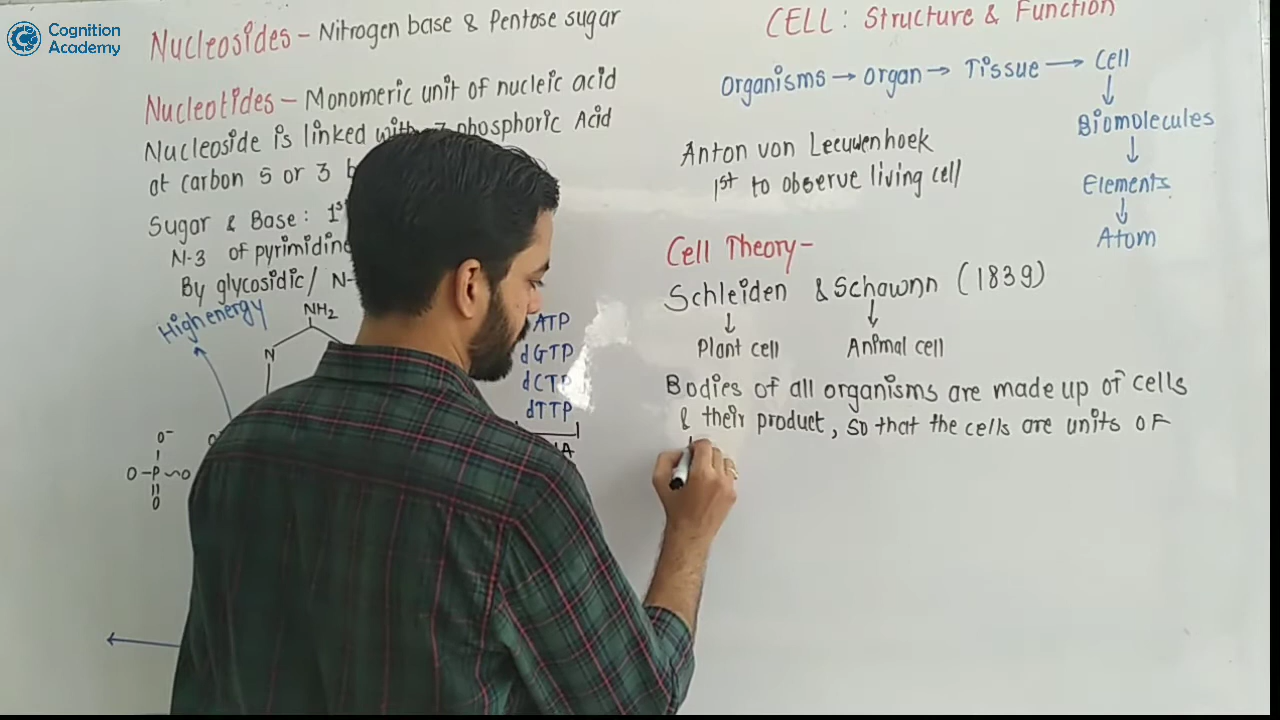 Cognition
Academy
Nucleosides – Nitrogen base & Pentose sugar
Nucleotides – Monomeric unit of nucleic acid
Nucleoside is linked with phosphoric Acid
at carbon 5 or 3
Sugar & Base: 1st
N-3 of pyrimidine
By glycosidic/ N-
High energy
NH2
N
O-
O-P~O
O
ATP
dGTP
dCTP
dTTP
A
CELL: Structure & Function
Organisms → organ → Tissue → Cell
↓
Biomolecules
↓
Elements
↓
Atom
Anton von Leeuwenhoek
1st to observe living cell
Cell Theory-
Schleiden & Schawnn (1839)
↓ ↓
Plant cell Animal cell
Bodies of all organisms are made up of cells
& their product, so that the cells are units of